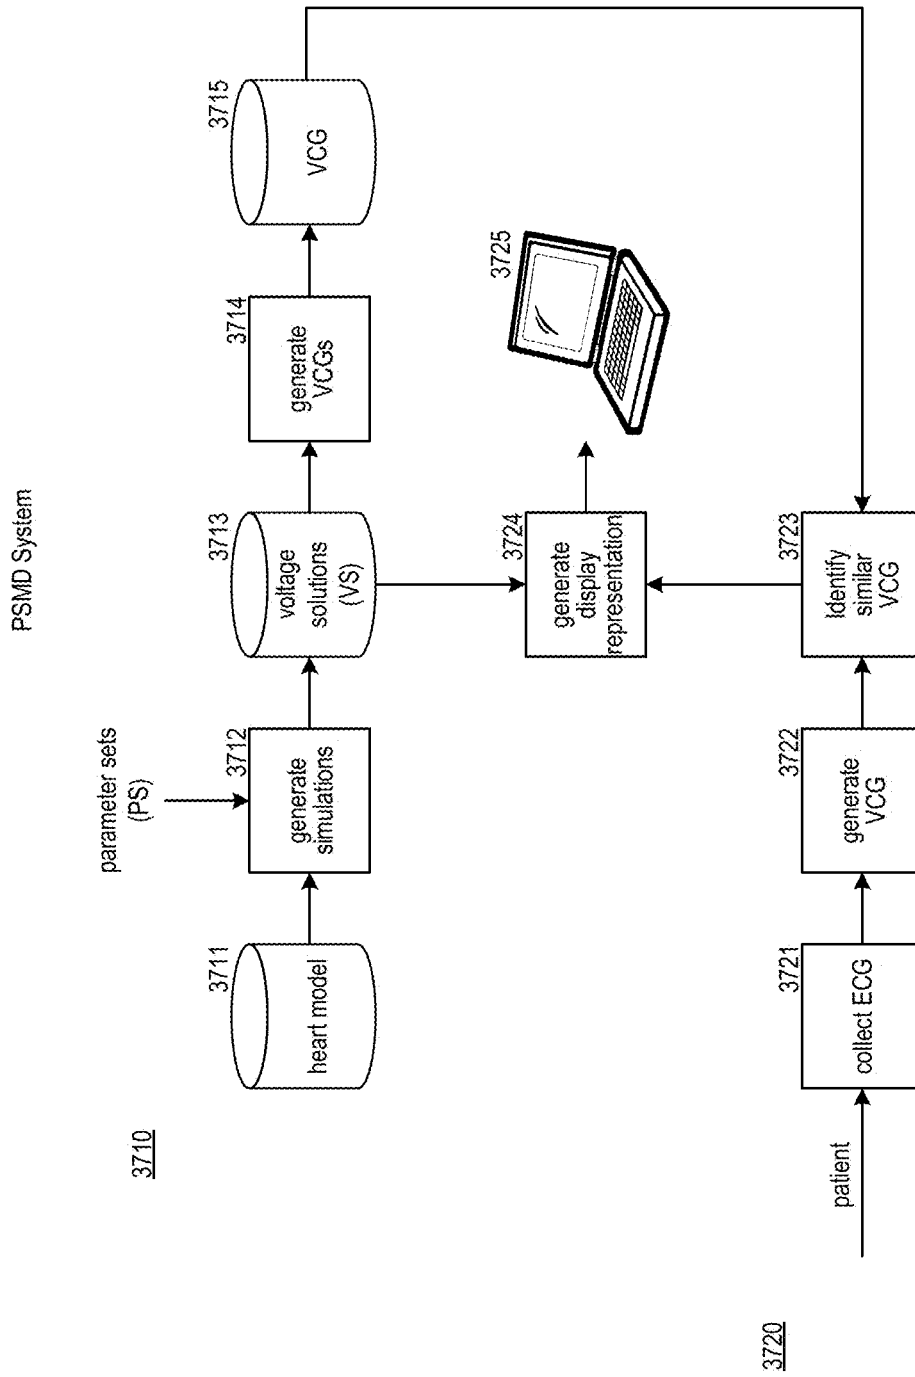 PSMD System
3710
parameter sets
(PS)
3711
heart model
3712
generate
simulations
3713
voltage
solutions
(VS)
3714
generate
VCGs
3715
VCG
3724
generate
display
representation
3725
3720
patient
3721
collect ECG
3722
generate
VCG
3723
Identify
similar
VCG